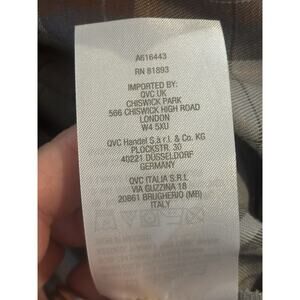 A616443
RN 81893
IMPORTED BY:
QVC UK
CHISWICK PARK
566 CHISWICK HIGH ROAD
LONDON
W4 5XU
QVC Handel S.à r.l. & Co. KG
PLOCKSTR. 30
40221 DÜSSELDORF
GERMANY
QVC ITALIA S.R.L
VIA GUZZINA 18
20861 BRUGHERIO (MB)
ITALY